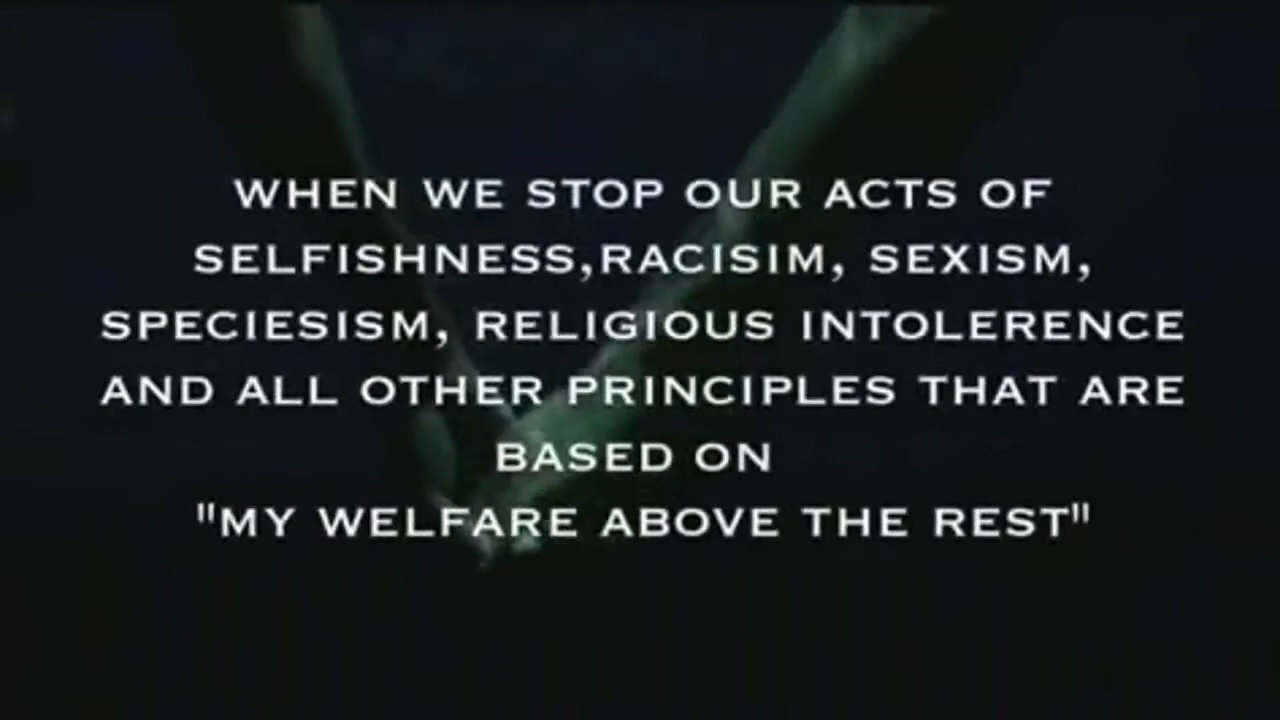 WHEN WE STOP OUR ACTS OF
SELFISHNESS,RACISIM, SEXISM,
SPECIESISM, RELIGIOUS INTOLERENCE
AND ALL OTHER PRINCIPLES THAT ARE
BASED ON
"MY WELFARE ABOVE THE REST"